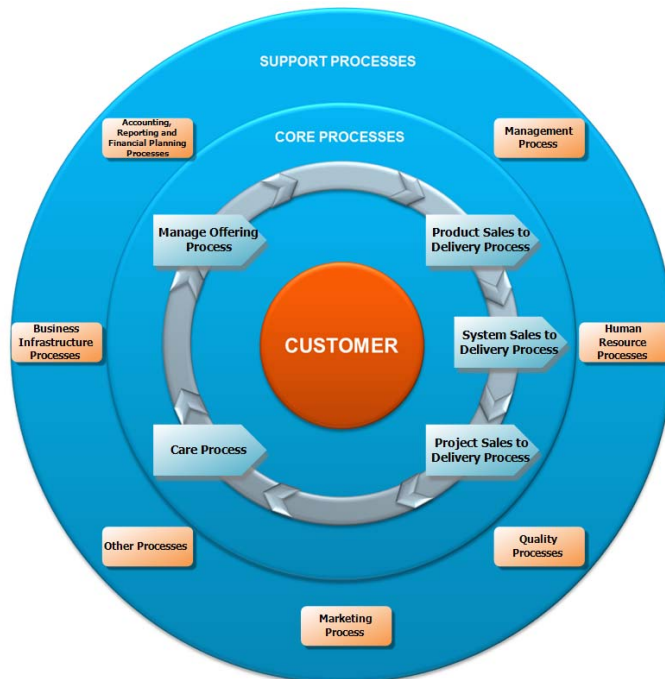 SUPPORT PROCESSES
Accounting,
Reporting and
Financial Planning
Processes
Management
Process
CORE PROCESSES
Manage Offering
Process
Product Sales to
Delivery Process
Business
Infrastructure
Processes
CUSTOMER
System Sales to
Delivery Process
Human
Resource
Processes
Care Process
Project Sales to
Delivery Process
Other Processes
Quality
Processes
Marketing
Process